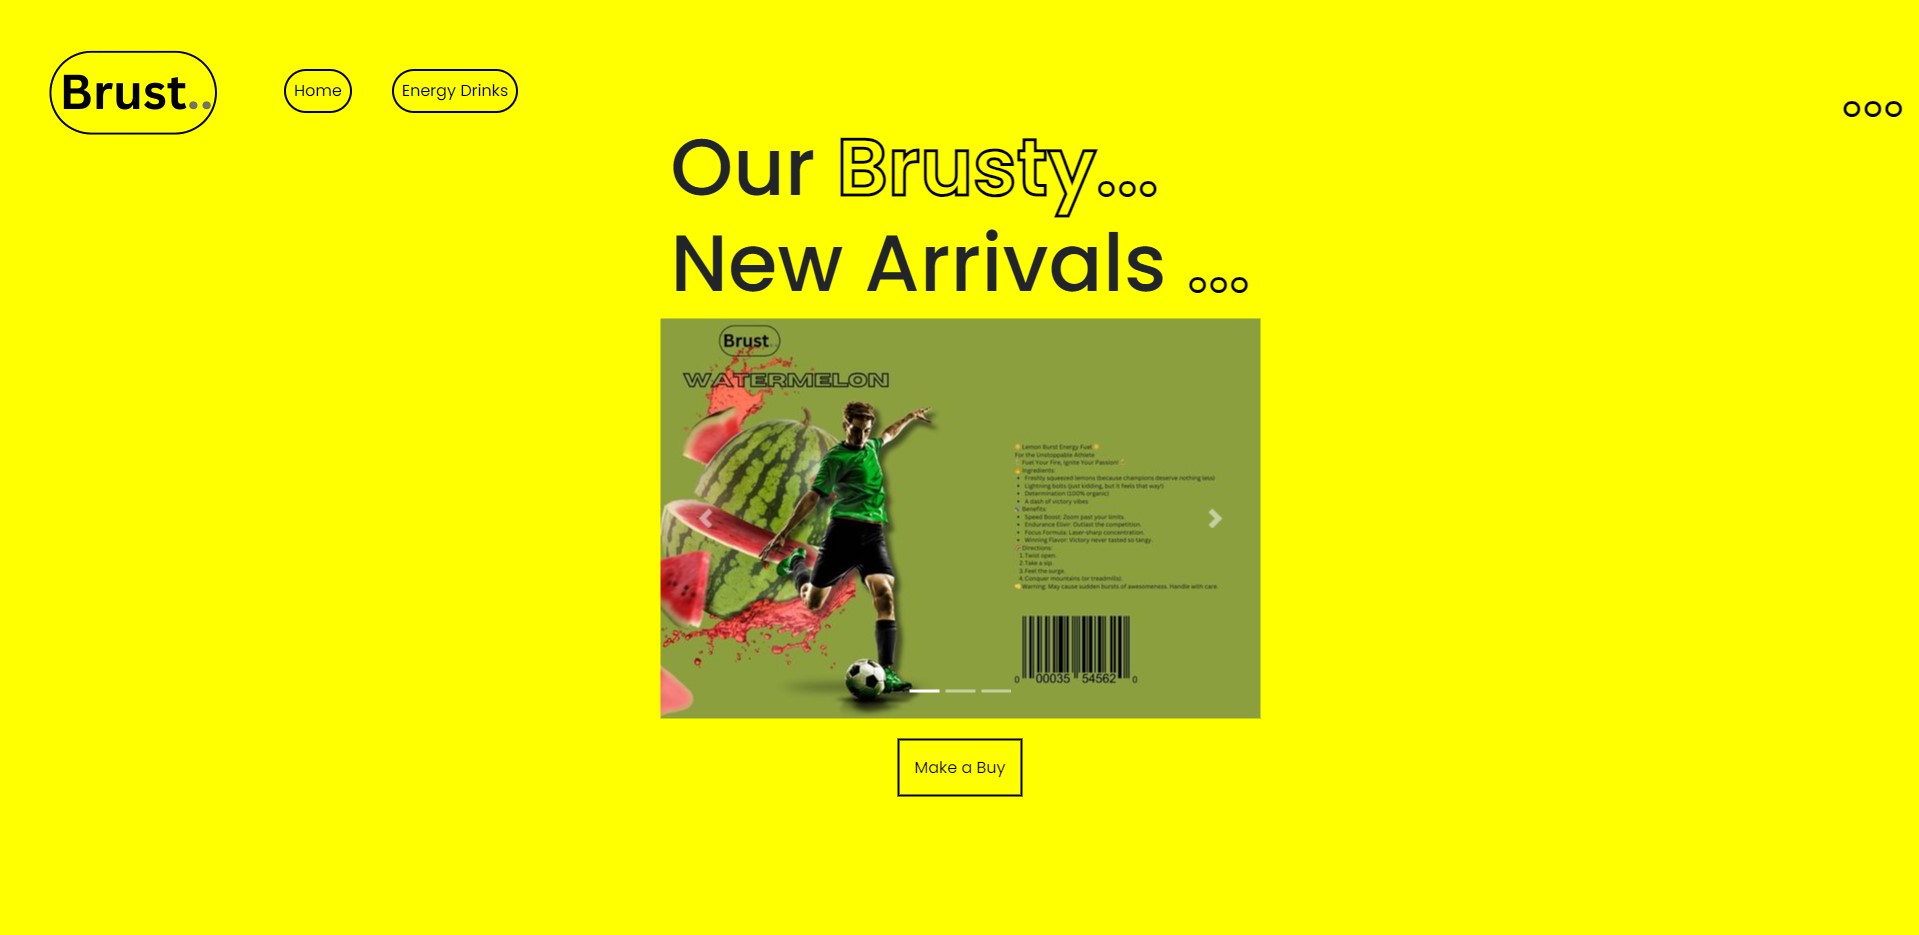 Brust..
Home
Energy Drinks
Our Brusty...
New Arrivals ...
Brust..
WATERMELON
Lemon Burst Energy Fuel
For the Unstoppable Athlete
Fuel Your Fire, Ignite Your Passion!
Ingredients:
• Freshly squeezed lemons (because champions deserve nothing less)
• Lightning bolts (just kidding, but it feels that way!)
• Determination (100% organic)
• A dash of victory vibes
Benefits:
• Speed Boost: Zoom past your limits.
• Endurance Elixir: Outlast the competition.
• Focus Formula: Laser-sharp concentration.
• Winning Flavor: Victory never tasted so tangy.
Directions:
1. Twist open.
2. Take a sip.
3. Feel the surge.
4. Conquer mountains (or treadmills).
Warning: May cause sudden bursts of awesomeness. Handle with care.
0 00035 54562 0
Make a Buy